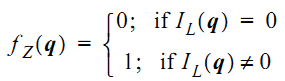 f_Z(q) = { 0; if I_L(q) = 0
1; if I_L(q) ≠ 0